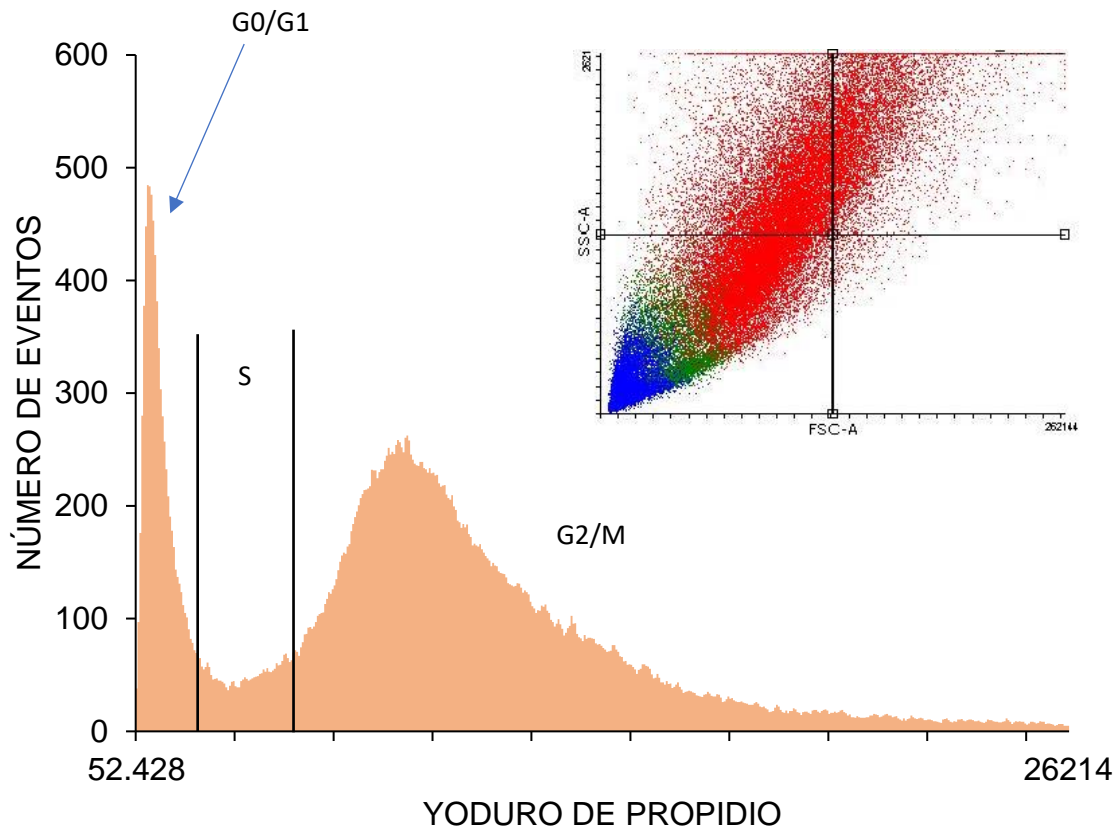 G0/G1
600
500
400
300
200
100
0
NÚMERO DE EVENTOS
S
G2/M
52.428
26214
YODURO DE PROPIDIO
2621
SSC-A
FSC-A
262144